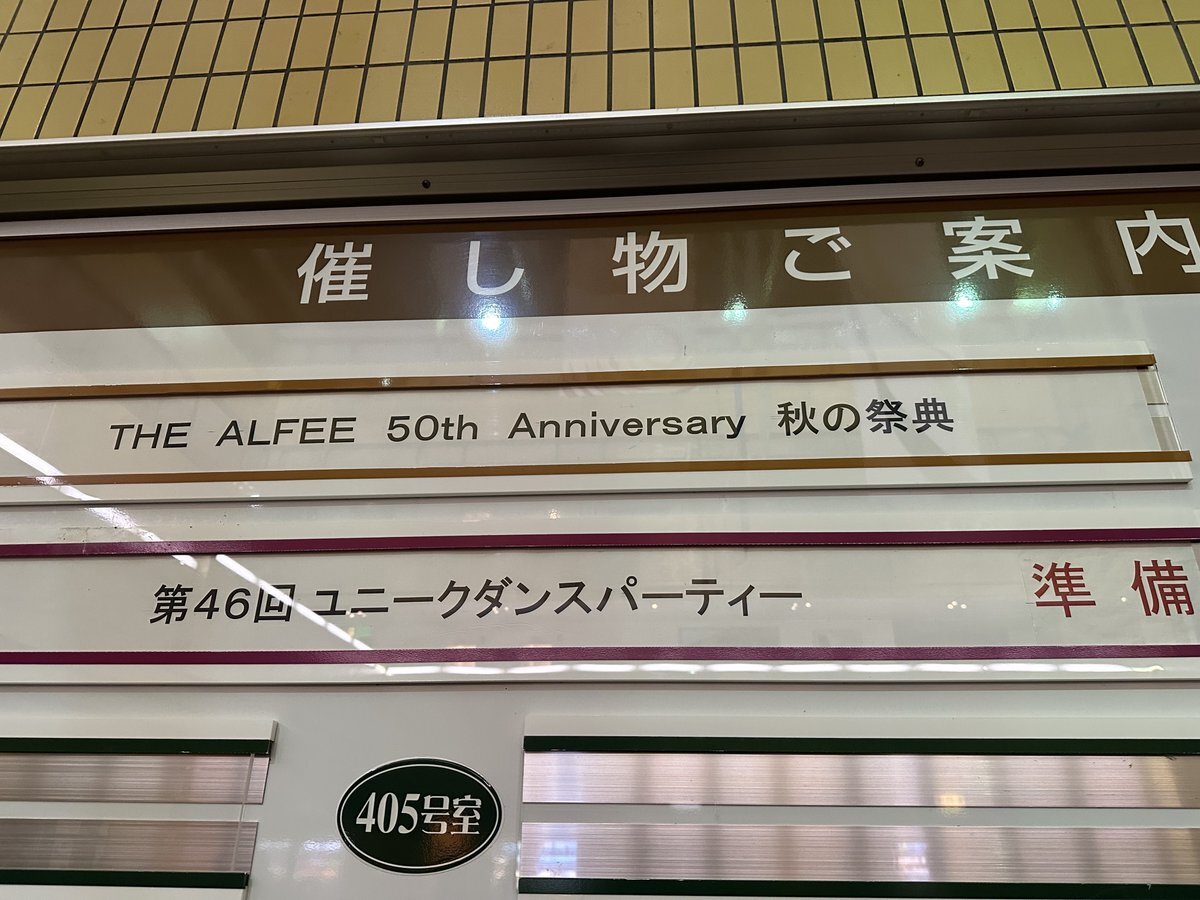 催し物ご案内
THE ALFEE 50th Anniversary 秋の祭典
第46回 ユニークダンスパーティー 準備
405号室